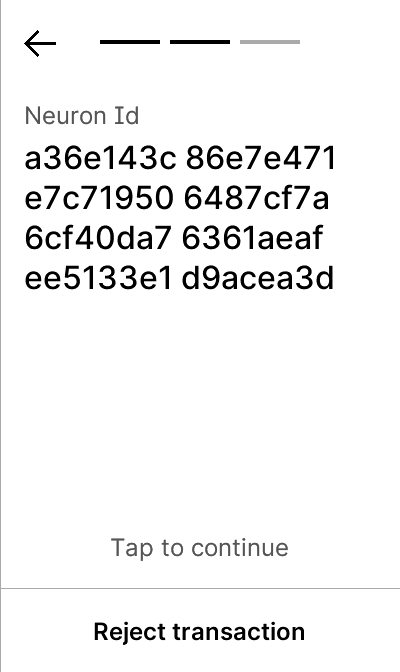 Neuron Id
a36e143c 86e7e471
e7c71950 6487cf7a
6cf40da7 6361aeaf
ee5133e1 d9acea3d
Tap to continue
Reject transaction